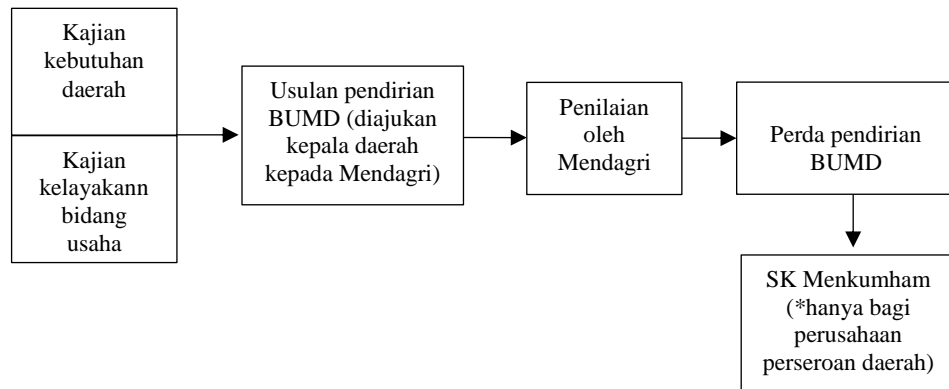 Kajian
kebutuhan
daerah
Kajian
kelayakann
bidang
usaha
Usulan pendirian
BUMD (diajukan
kepala daerah
kepada Mendagri)
Penilaian
oleh
Mendagri
Perda pendirian
BUMD
SK Menkumham
(*hanya bagi
perusahaan
perseroan daerah)